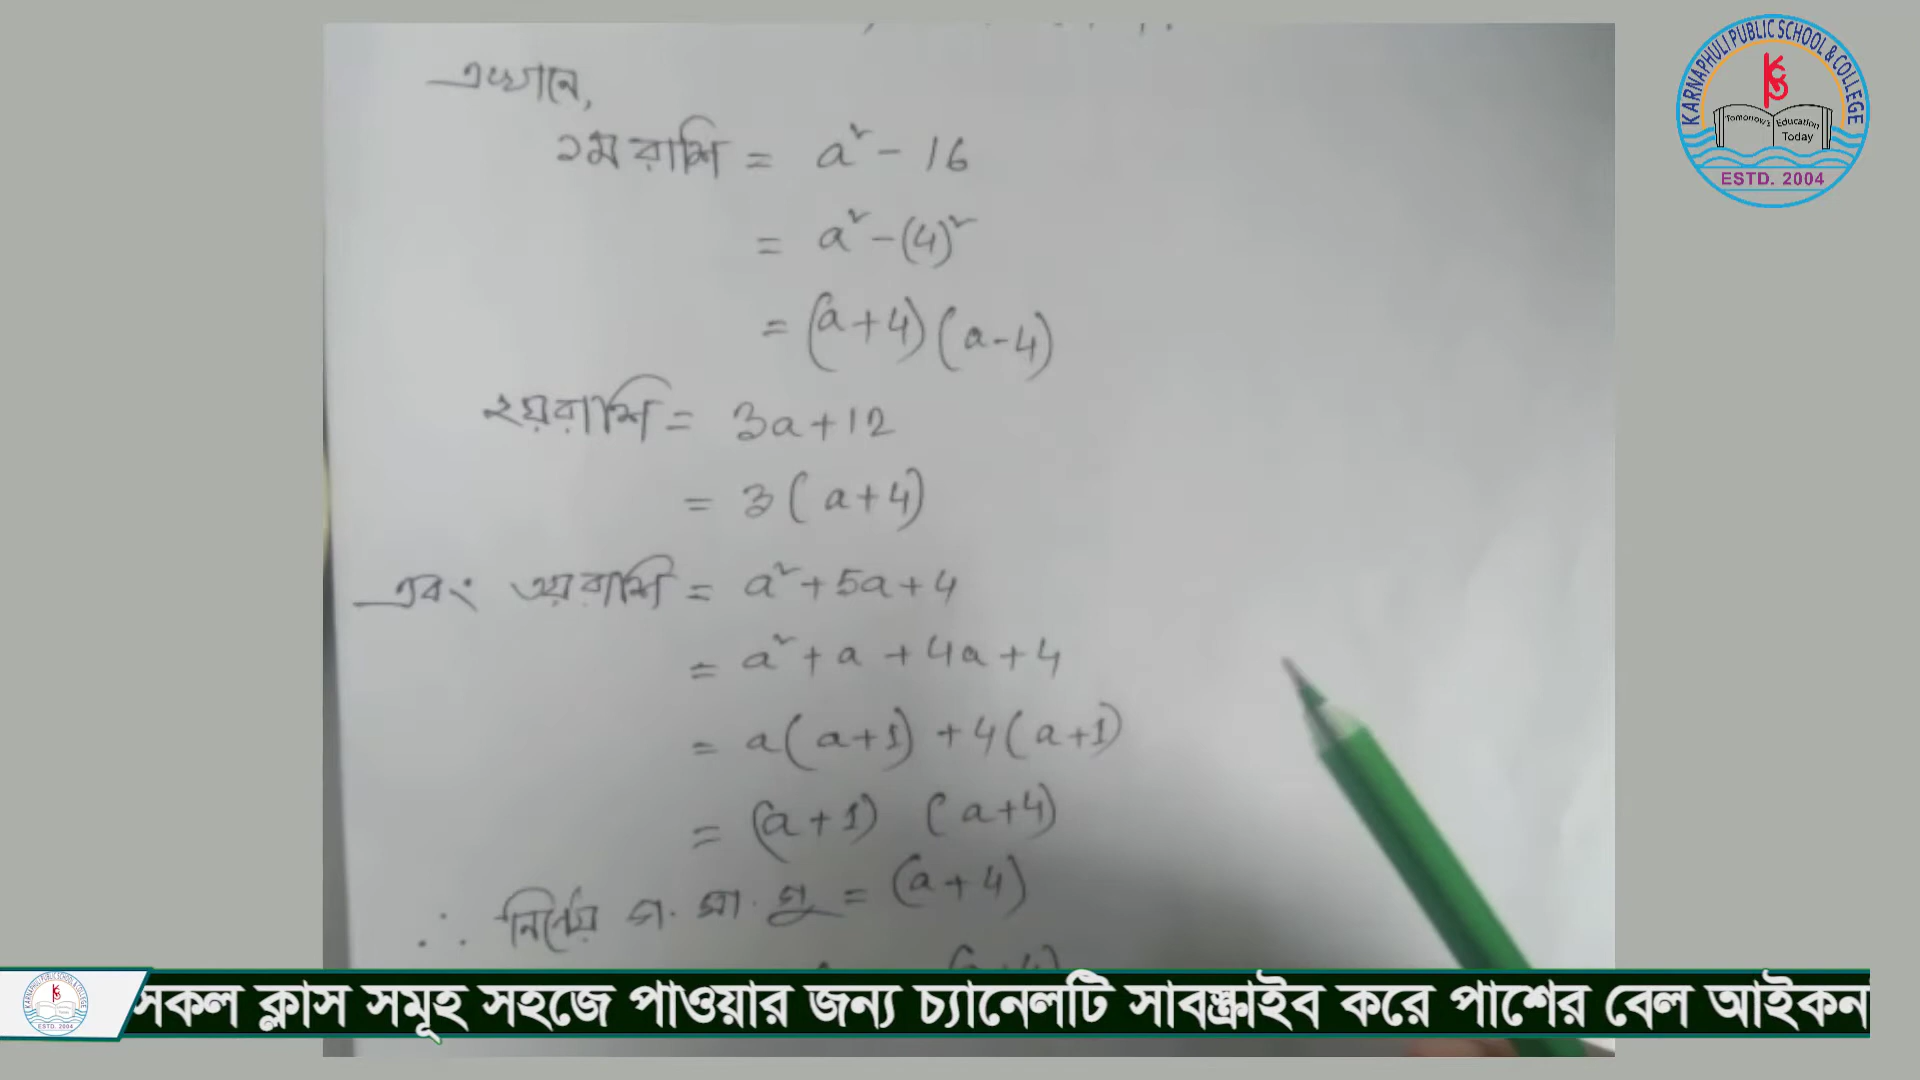 এখানে,
১ম রাশি = a² - 16
= a² - (4)²
= (a+4) (a-4)
২য় রাশি = 3a+12
= 3 (a+4)
এবং ৩য় রাশি = a² + 5a + 4
= a² + a + 4a + 4
= a (a+1) + 4 (a+1)
= (a+1) (a+4)
∴ নির্ণেয় গ. সা. গু = (a+4)
KARNAPHULI PUBLIC SCHOOL & COLLEGE
Tomorrow's Education
Today
ESTD. 2004
সকল ক্লাস সমূহ সহজে পাওয়ার জন্য চ্যানেলটি সাবস্ক্রাইব করে পাশের বেল আইকন